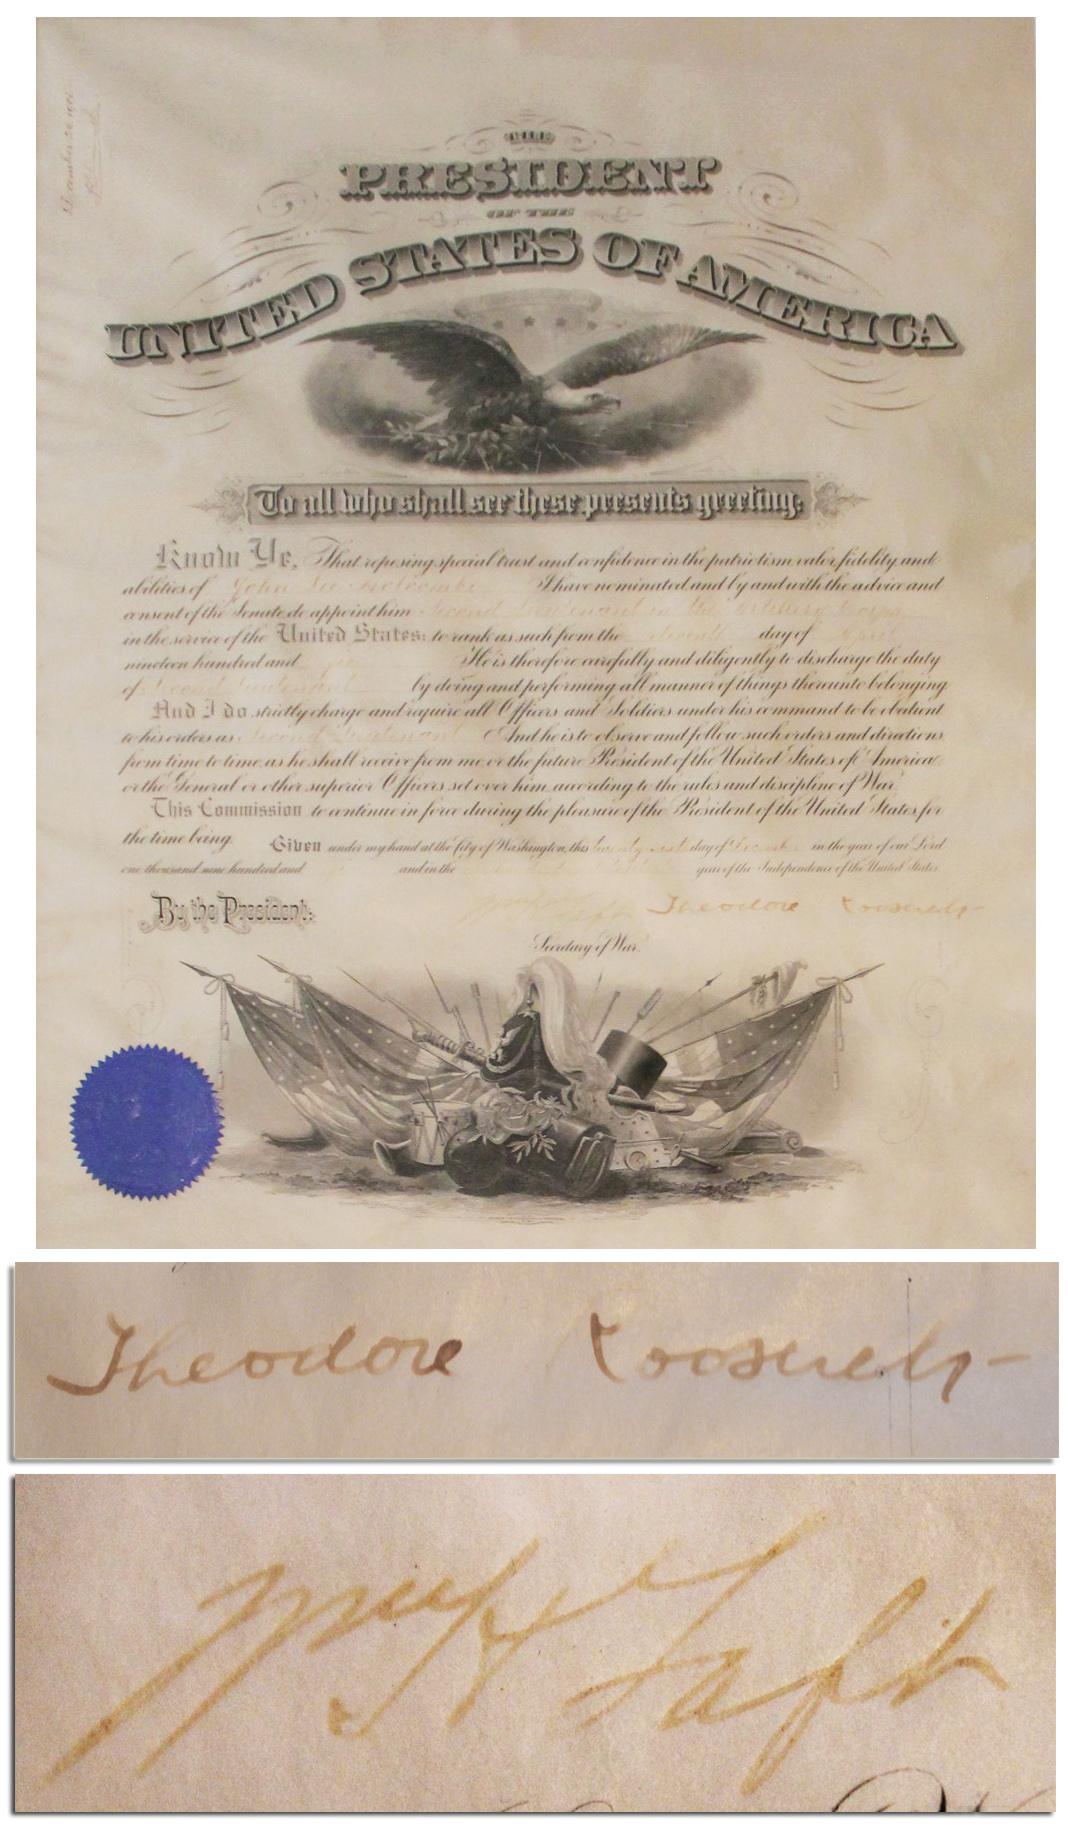 THE
PRESIDENT
OF THE
UNITED STATES OF AMERICA
To all who shall see these presents greeting:
Know Ye, That reposing special trust and confidence in the patriotism valor, fidelity and
abilities of John Lee Holcombe I have nominated and by and with the advice and
consent of the Senate do appoint him Second Lieutenant in the Artillery Corps
in the service of the United States: to rank as such from the day of
nineteen hundred and He is therefore carefully and diligently to discharge the duty
of Second Lieutenant by doing and performing all manner of things thereunto belonging
And I do strictly charge and require all Officers and Soldiers under his command to be obedient
to his orders as Second Lieutenant And he is to observe and follow such orders and directions
from time to time, as he shall receive from me or the future President of the United States of America
or the General or other superior Officers set over him, according to the rules and discipline of War.
This Commission to continue in force during the pleasure of the President of the United States for
the time being. Given under my hand at the City of Washington, this day of in the year of our Lord
one thousand nine hundred and and in the year of the Independence of the United States
By the President: Theodore Roosevelt
Secretary of War.
Theodore Roosevelt
Wm H Taft